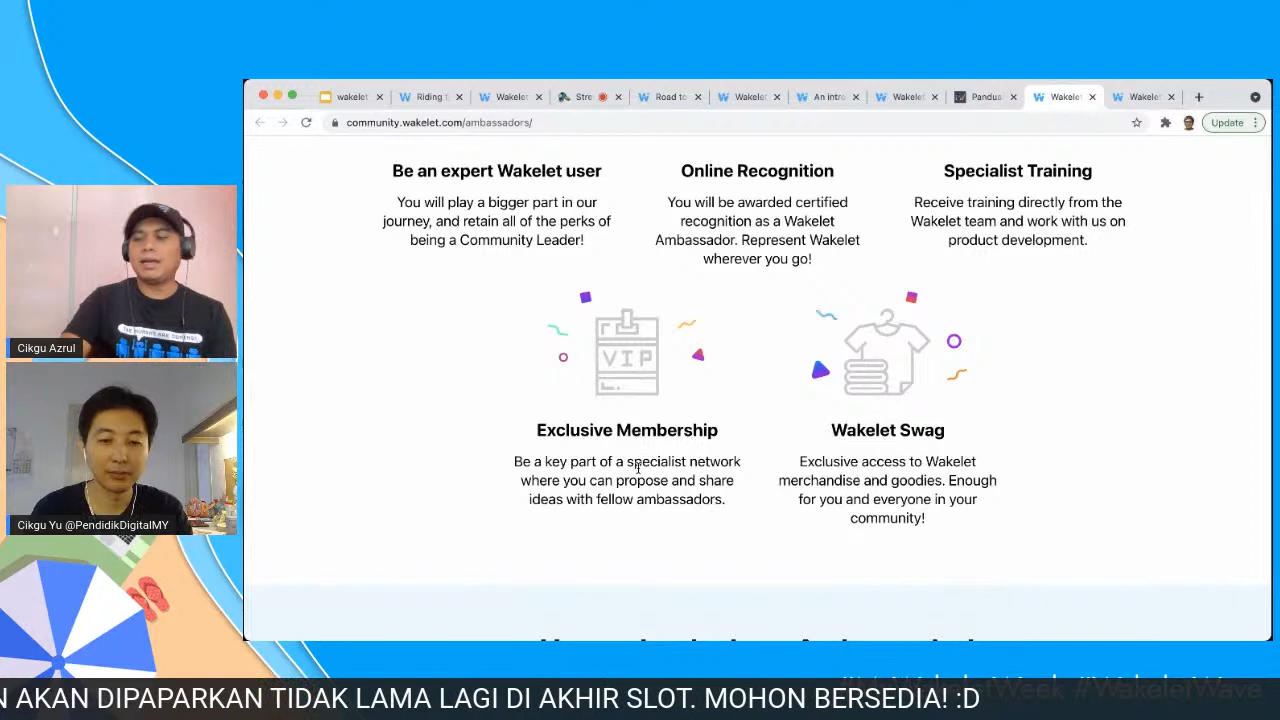 wakelet
Riding
Wakelet
Stre
Road to
Wakelet
An intro
Wakelet
Pandua
Wakelet
Wakelet
community.wakelet.com/ambassadors/
Update
Be an expert Wakelet user
You will play a bigger part in our
journey, and retain all of the perks of
being a Community Leader!
Online Recognition
You will be awarded certified
recognition as a Wakelet
Ambassador. Represent Wakelet
wherever you go!
Specialist Training
Receive training directly from the
Wakelet team and work with us on
product development.
VIP
Exclusive Membership
Be a key part of a specialist network
where you can propose and share
ideas with fellow ambassadors.
Wakelet Swag
Exclusive access to Wakelet
merchandise and goodies. Enough
for you and everyone in your
community!
Cikgu Azrul
Cikgu Yu @PendidikDigitalMY
N AKAN DIPAPARKAN TIDAK LAMA LAGI DI AKHIR SLOT. MOHON BERSEDIA! :D
#WakeletWave